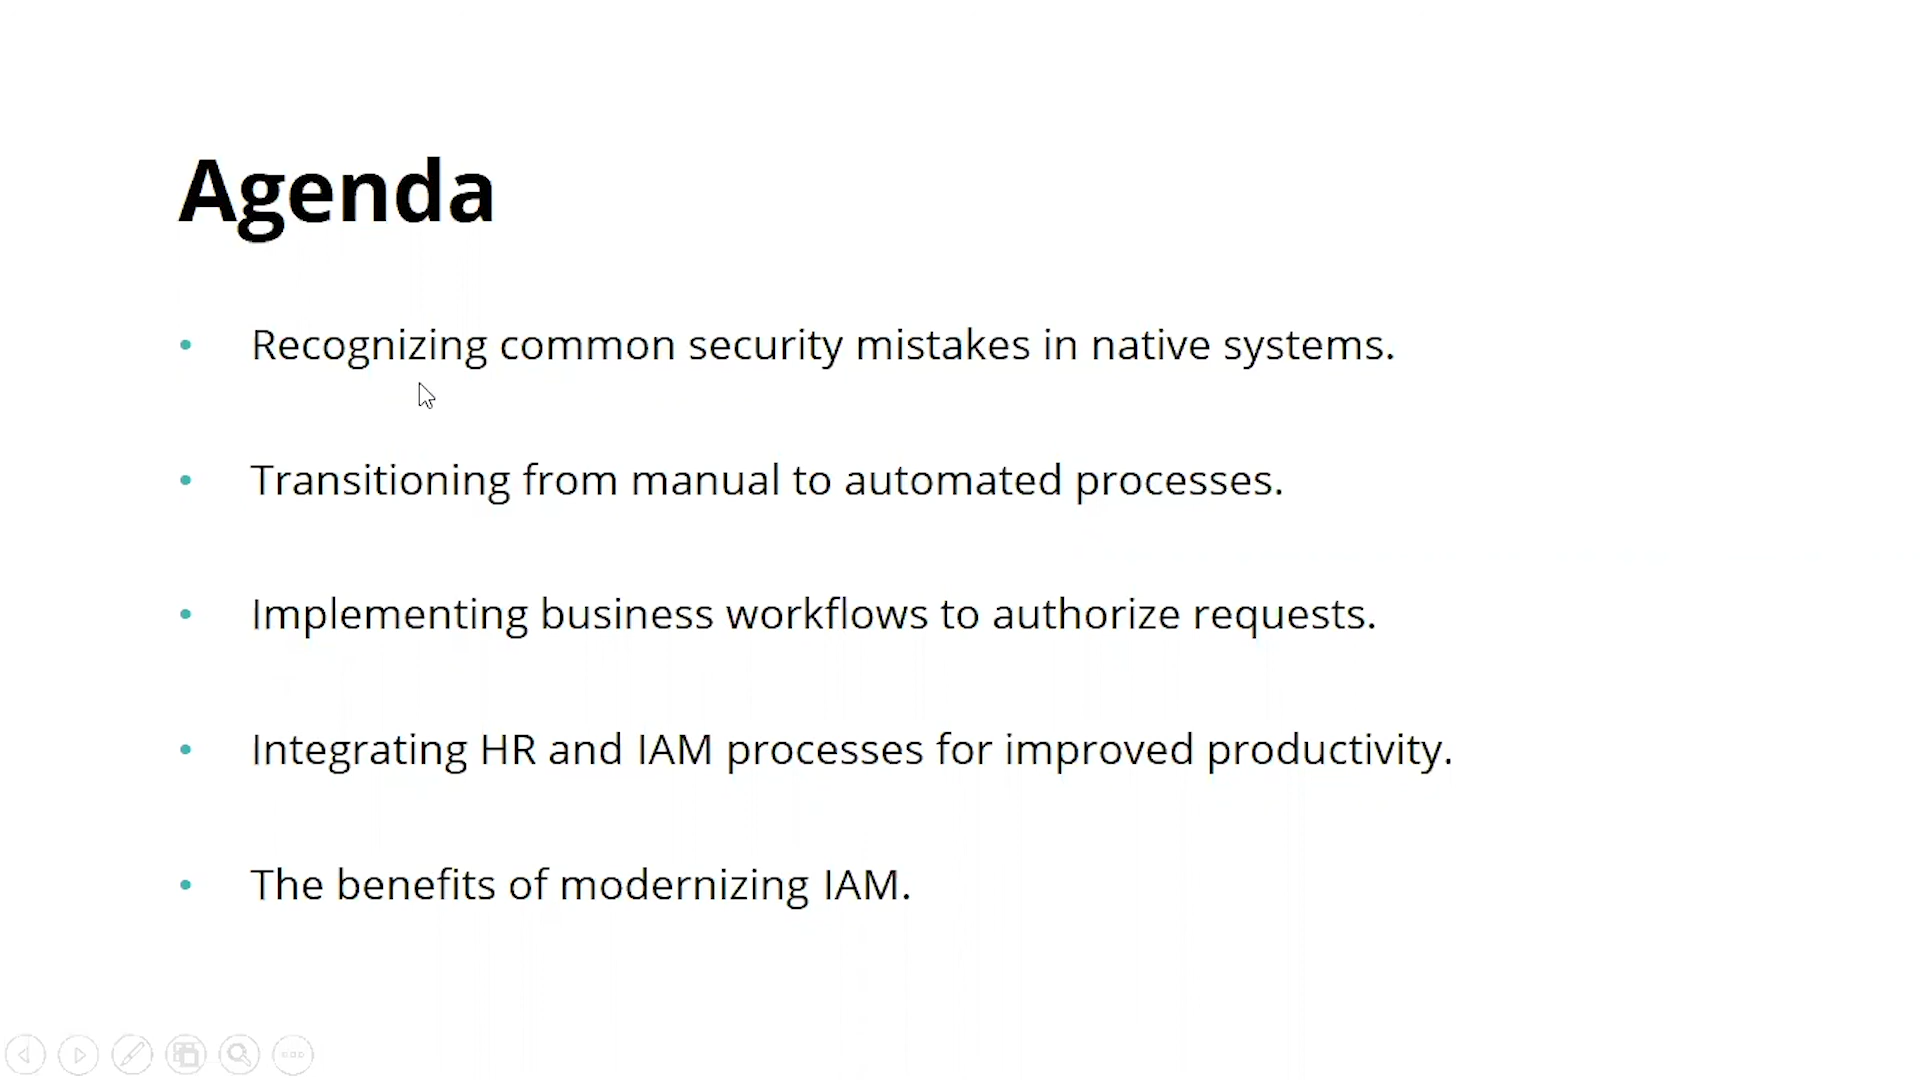 Agenda
• Recognizing common security mistakes in native systems.
• Transitioning from manual to automated processes.
• Implementing business workflows to authorize requests.
• Integrating HR and IAM processes for improved productivity.
• The benefits of modernizing IAM.